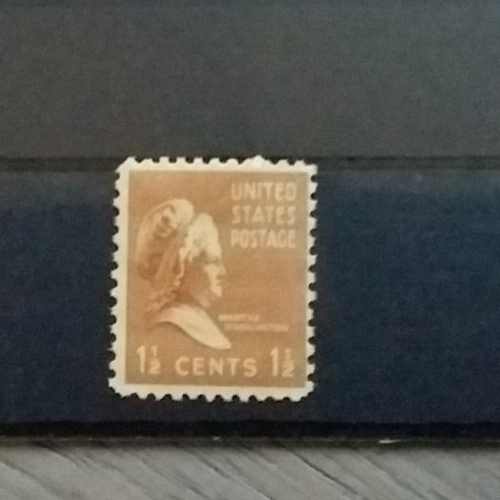 UNITED
STATES
POSTAGE
MARTHA
WASHINGTON
1½ CENTS 1½